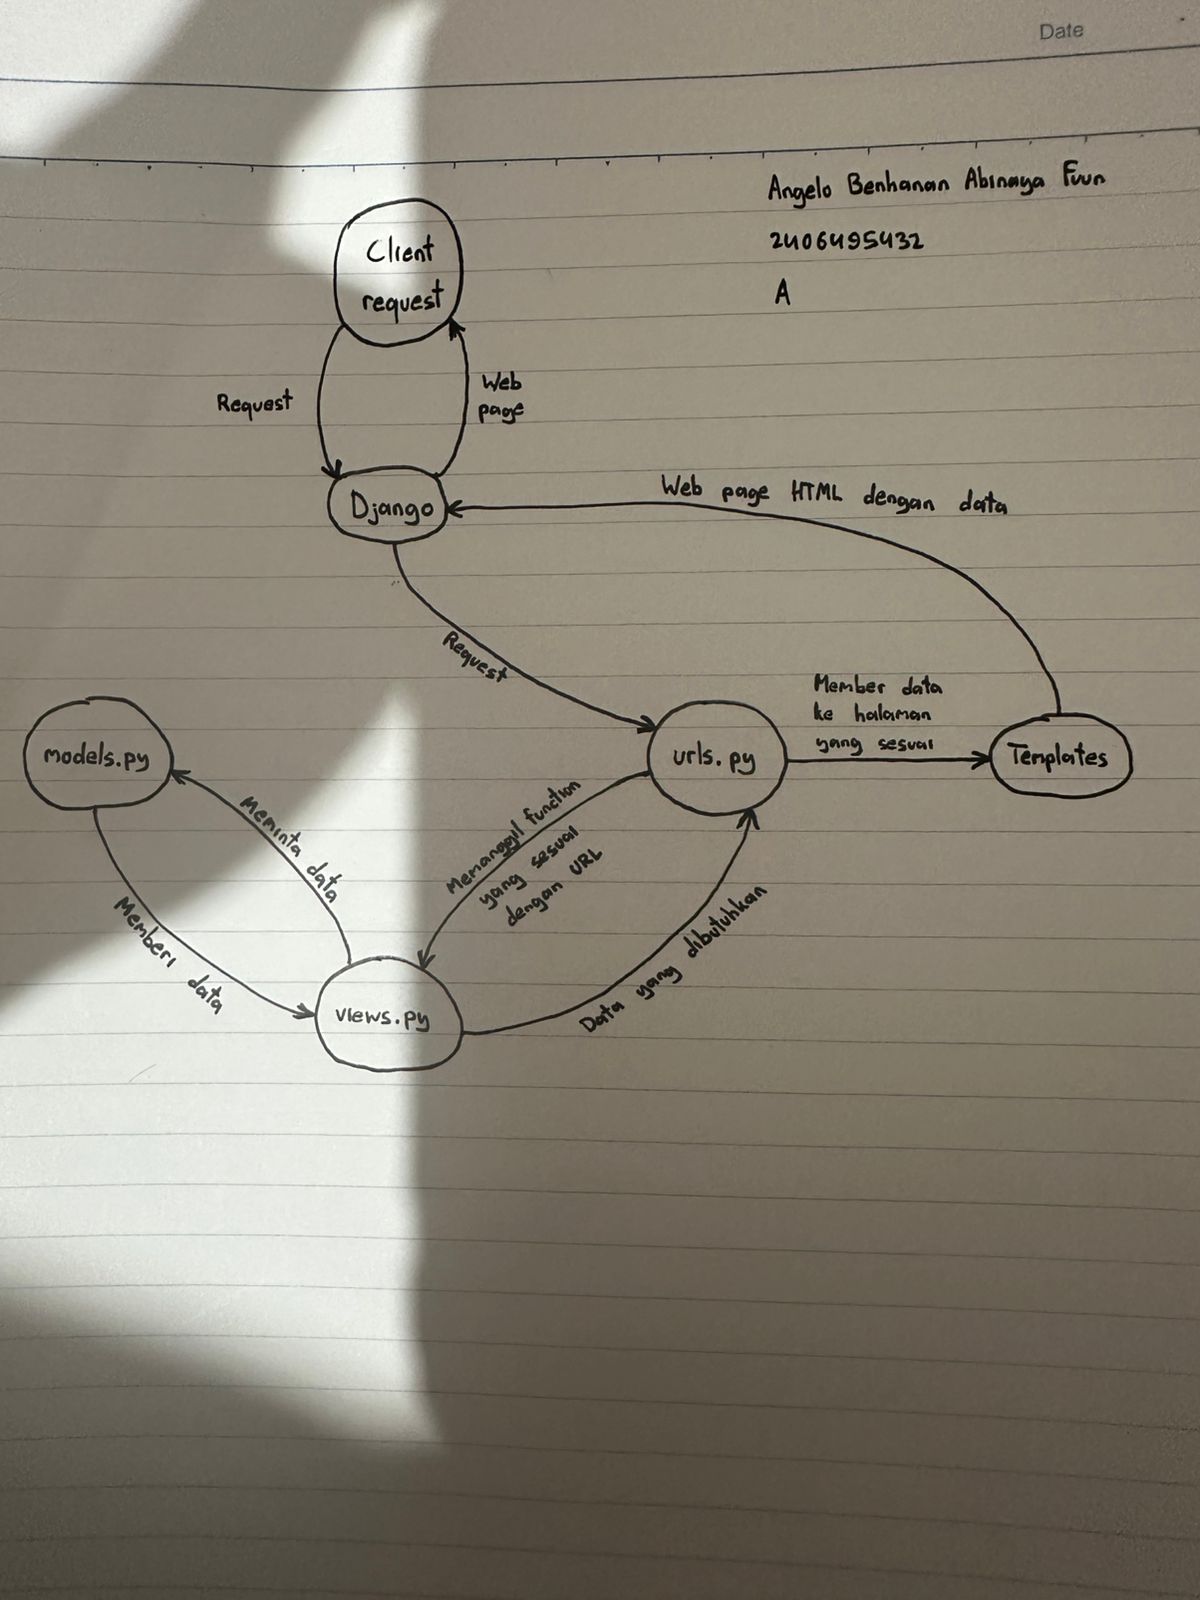 Date
Angelo Benhanan Abinaya Fuun
2406495432
A
Client
request
Request
Web
page
Django
Web page HTML dengan data
Request
Member data
ke halaman
yang sesuai
models.py
urls.py
Templates
Meminta data
Memanggil function
yang sesuai
dengan URL
Memberi data
views.py
Data yang dibutuhkan